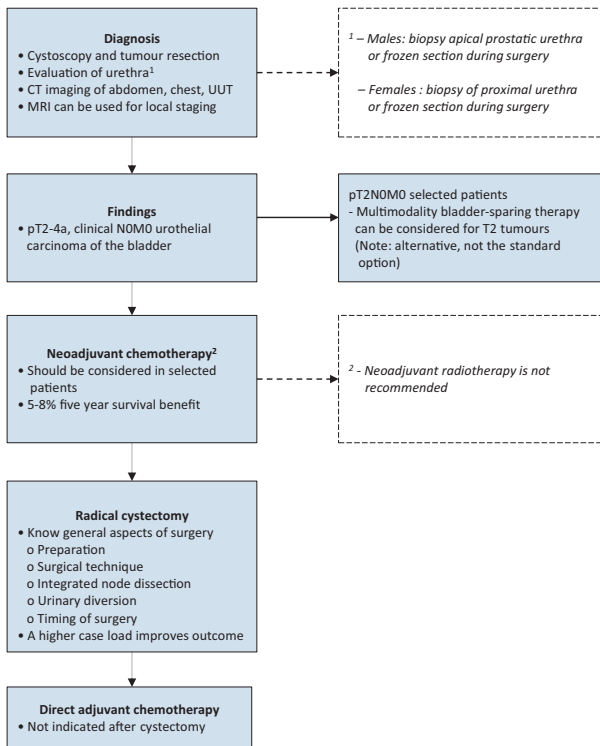 Diagnosis
• Cystoscopy and tumour resection
• Evaluation of urethra¹
• CT imaging of abdomen, chest, UUT
• MRI can be used for local staging
¹ – Males: biopsy apical prostatic urethra
or frozen section during surgery
– Females : biopsy of proximal urethra
or frozen section during surgery
Findings
• pT2-4a, clinical N0M0 urothelial
carcinoma of the bladder
pT2N0M0 selected patients
- Multimodality bladder-sparing therapy
can be considered for T2 tumours
(Note: alternative, not the standard
option)
Neoadjuvant chemotherapy²
• Should be considered in selected
patients
• 5-8% five year survival benefit
² - Neoadjuvant radiotherapy is not
recommended
Radical cystectomy
• Know general aspects of surgery
o Preparation
o Surgical technique
o Integrated node dissection
o Urinary diversion
o Timing of surgery
• A higher case load improves outcome
Direct adjuvant chemotherapy
• Not indicated after cystectomy